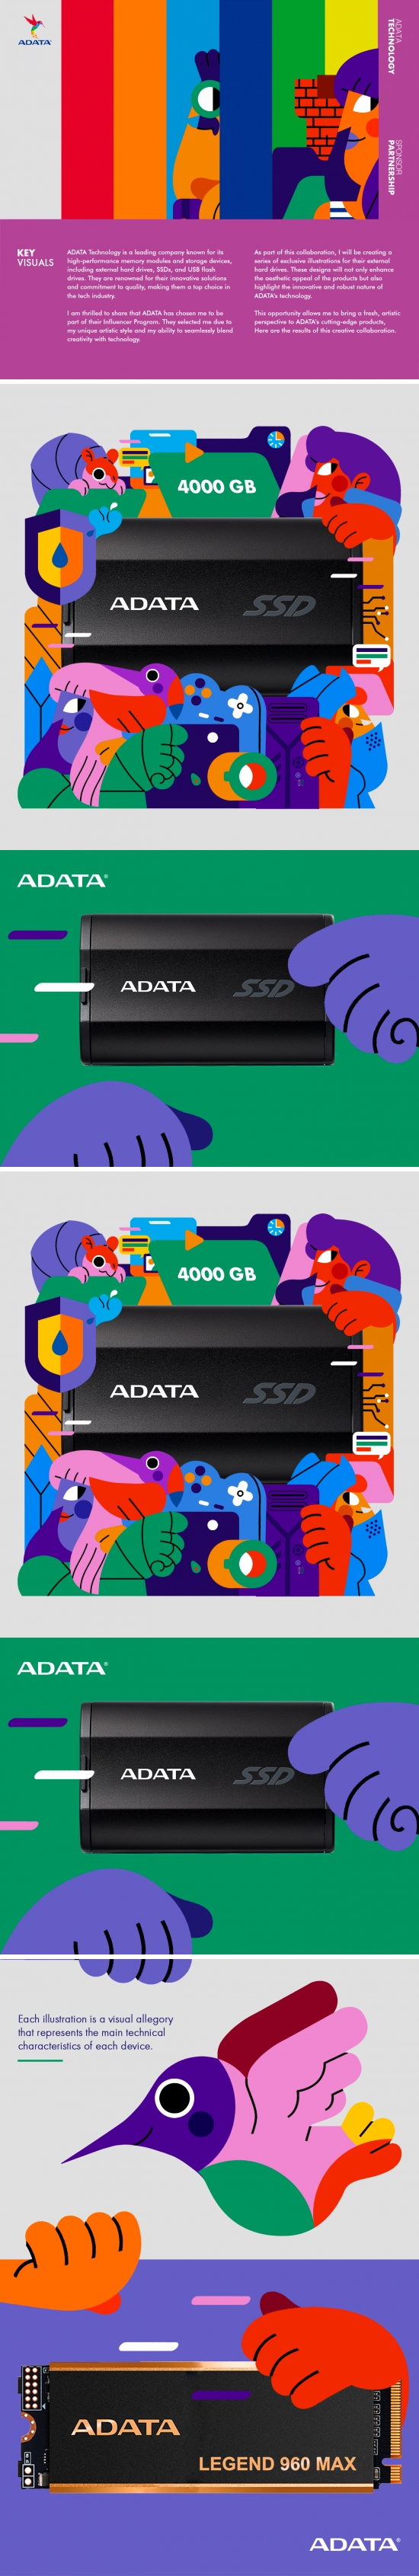 ADATA
ADATA
TECHNOLOGY
SPONSOR
PARTNERSHIP
KEY
VISUALS
ADATA Technology is a leading company known for its
high-performance memory modules and storage devices,
including external hard drives, SSDs, and USB flash
drives. They are renowned for their innovative solutions
and commitment to quality, making them a top choice in
the tech industry.
I am thrilled to share that ADATA has chosen me to be
part of their Influencer Program. They selected me due to
my unique artistic style and my ability to seamlessly blend
creativity with technology.
As part of this collaboration, I will be creating a
series of exclusive illustrations for their external
hard drives. These designs will not only enhance
the aesthetic appeal of the products but also
highlight the innovative and robust nature of
ADATA's technology.
This opportunity allows me to bring a fresh, artistic
perspective to ADATA's cutting-edge products,
Here are the results of this creative collaboration.
4000 GB
ADATA
SSD
ADATA®
ADATA
SSD
4000 GB
ADATA
SSD
ADATA®
ADATA
SSD
Each illustration is a visual allegory
that represents the main technical
characteristics of each device.
ADATA
LEGEND 960 MAX
ADATA®